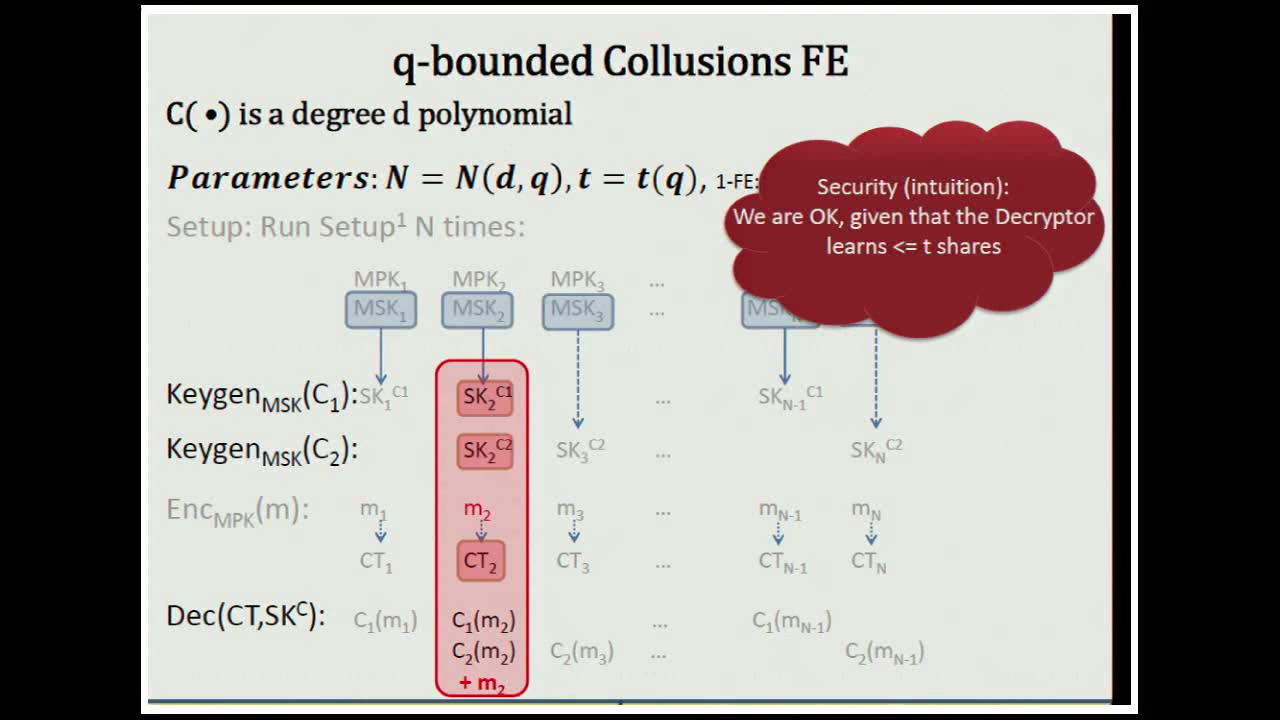 q-bounded Collusions FE
C( •) is a degree d polynomial
Parameters: N = N(d, q), t = t(q), 1-FE:
Security (intuition):
We are OK, given that the Decryptor
learns <= t shares
Setup: Run Setup¹ N times:
MPK₁ MPK₂ MPK₃ ...
MSK₁ MSK₂ MSK₃ ... MSK
Keygen_MSK(C₁): SK₁^C1 SK₂^C1 ... SK_N-1^C1
Keygen_MSK(C₂): SK₂^C2 SK₃^C2 ... SK_N^C2
Enc_MPK(m): m₁ m₂ m₃ ... m_N-1 m_N
CT₁ CT₂ CT₃ ... CT_N-1 CT_N
Dec(CT,SK^C): C₁(m₁) C₁(m₂) ... C₁(m_N-1)
C₂(m₂) C₂(m₃) ... C₂(m_N-1)
+ m₂